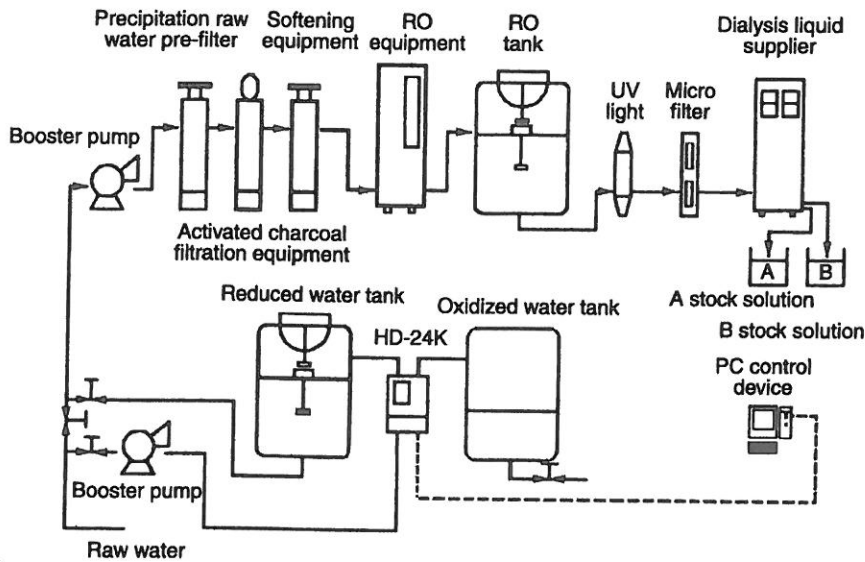 Precipitation raw
water pre-filter
Softening
equipment
RO
equipment
RO
tank
Dialysis liquid
supplier
UV
light
Micro
filter
Booster pump
Activated charcoal
filtration equipment
A
B
A stock solution
B stock solution
Reduced water tank
HD-24K
Oxidized water tank
PC control
device
Booster pump
Raw water